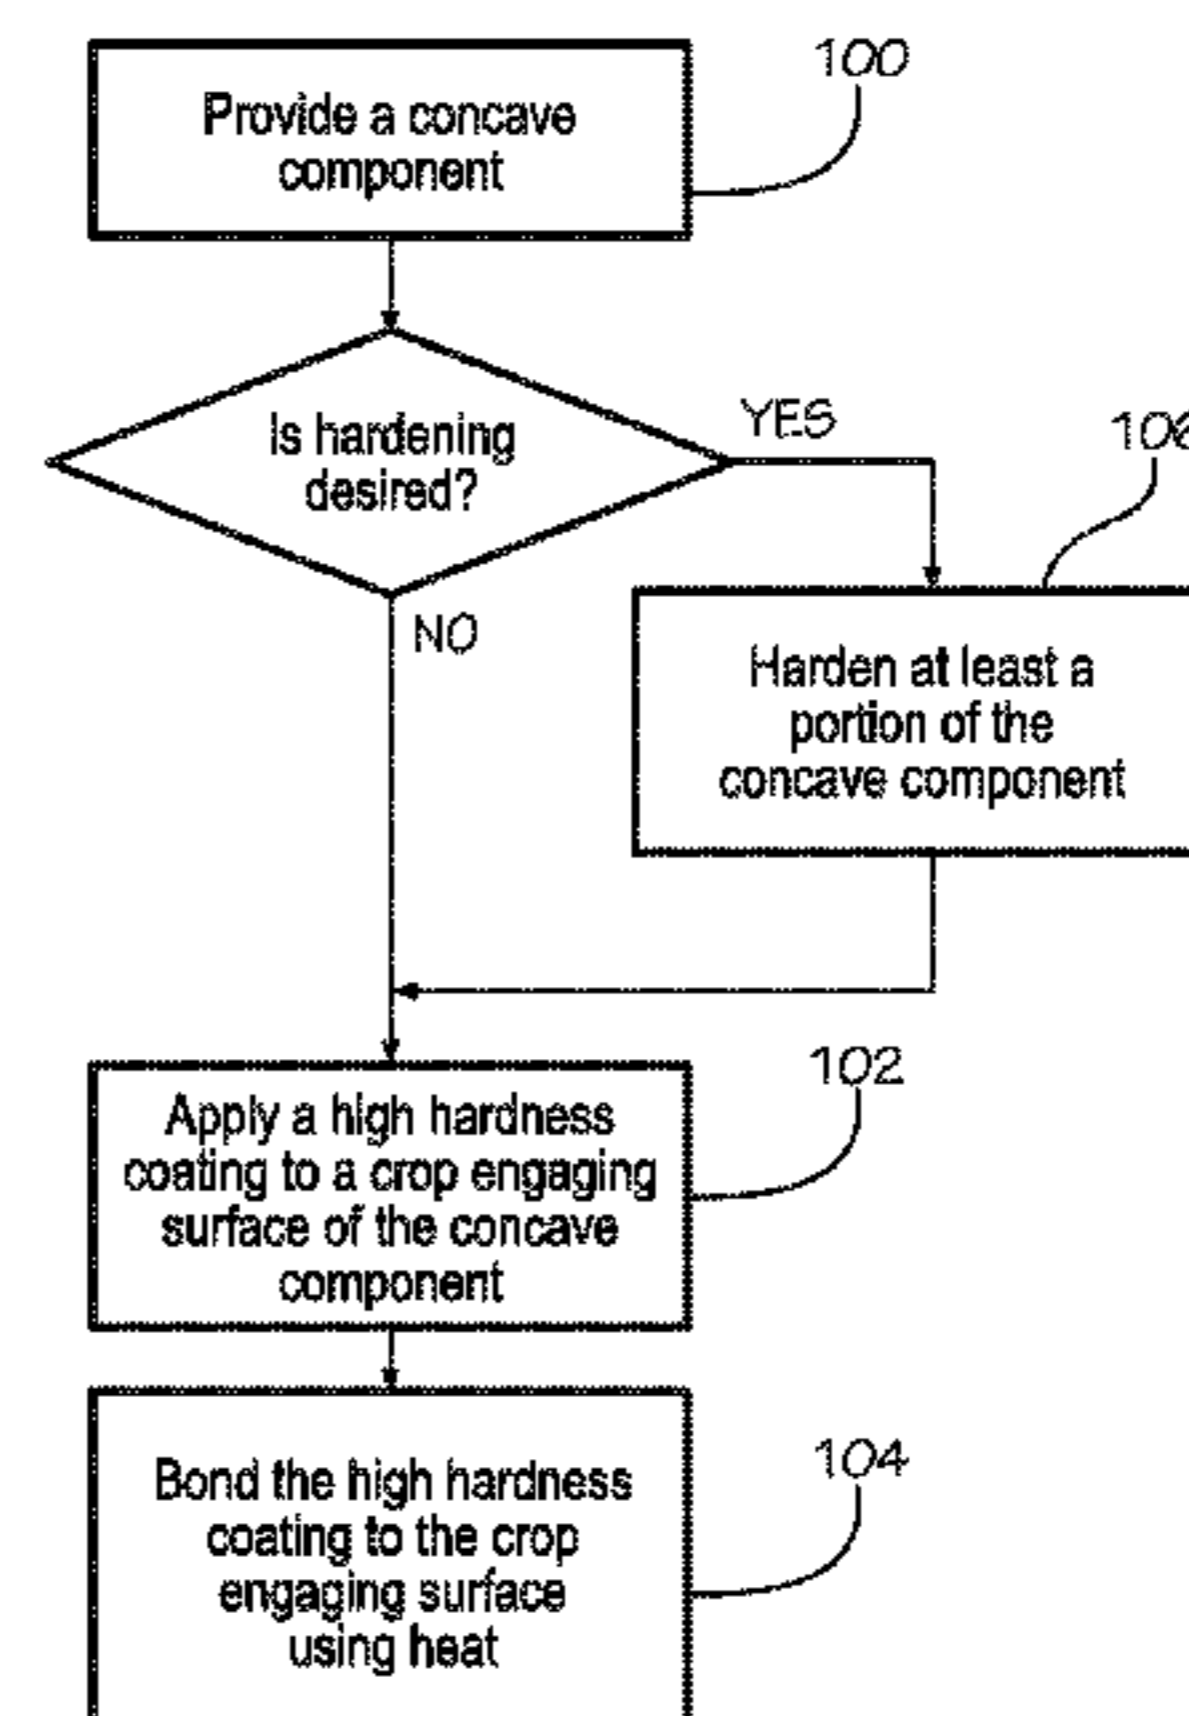 Provide a concave
component
100
Is hardening
desired?
YES
NO
Harden at least a
portion of the
concave component
Apply a high hardness
coating to a crop engaging
surface of the concave
component
102
Bond the high hardness
coating to the crop
engaging surface
using heat
104